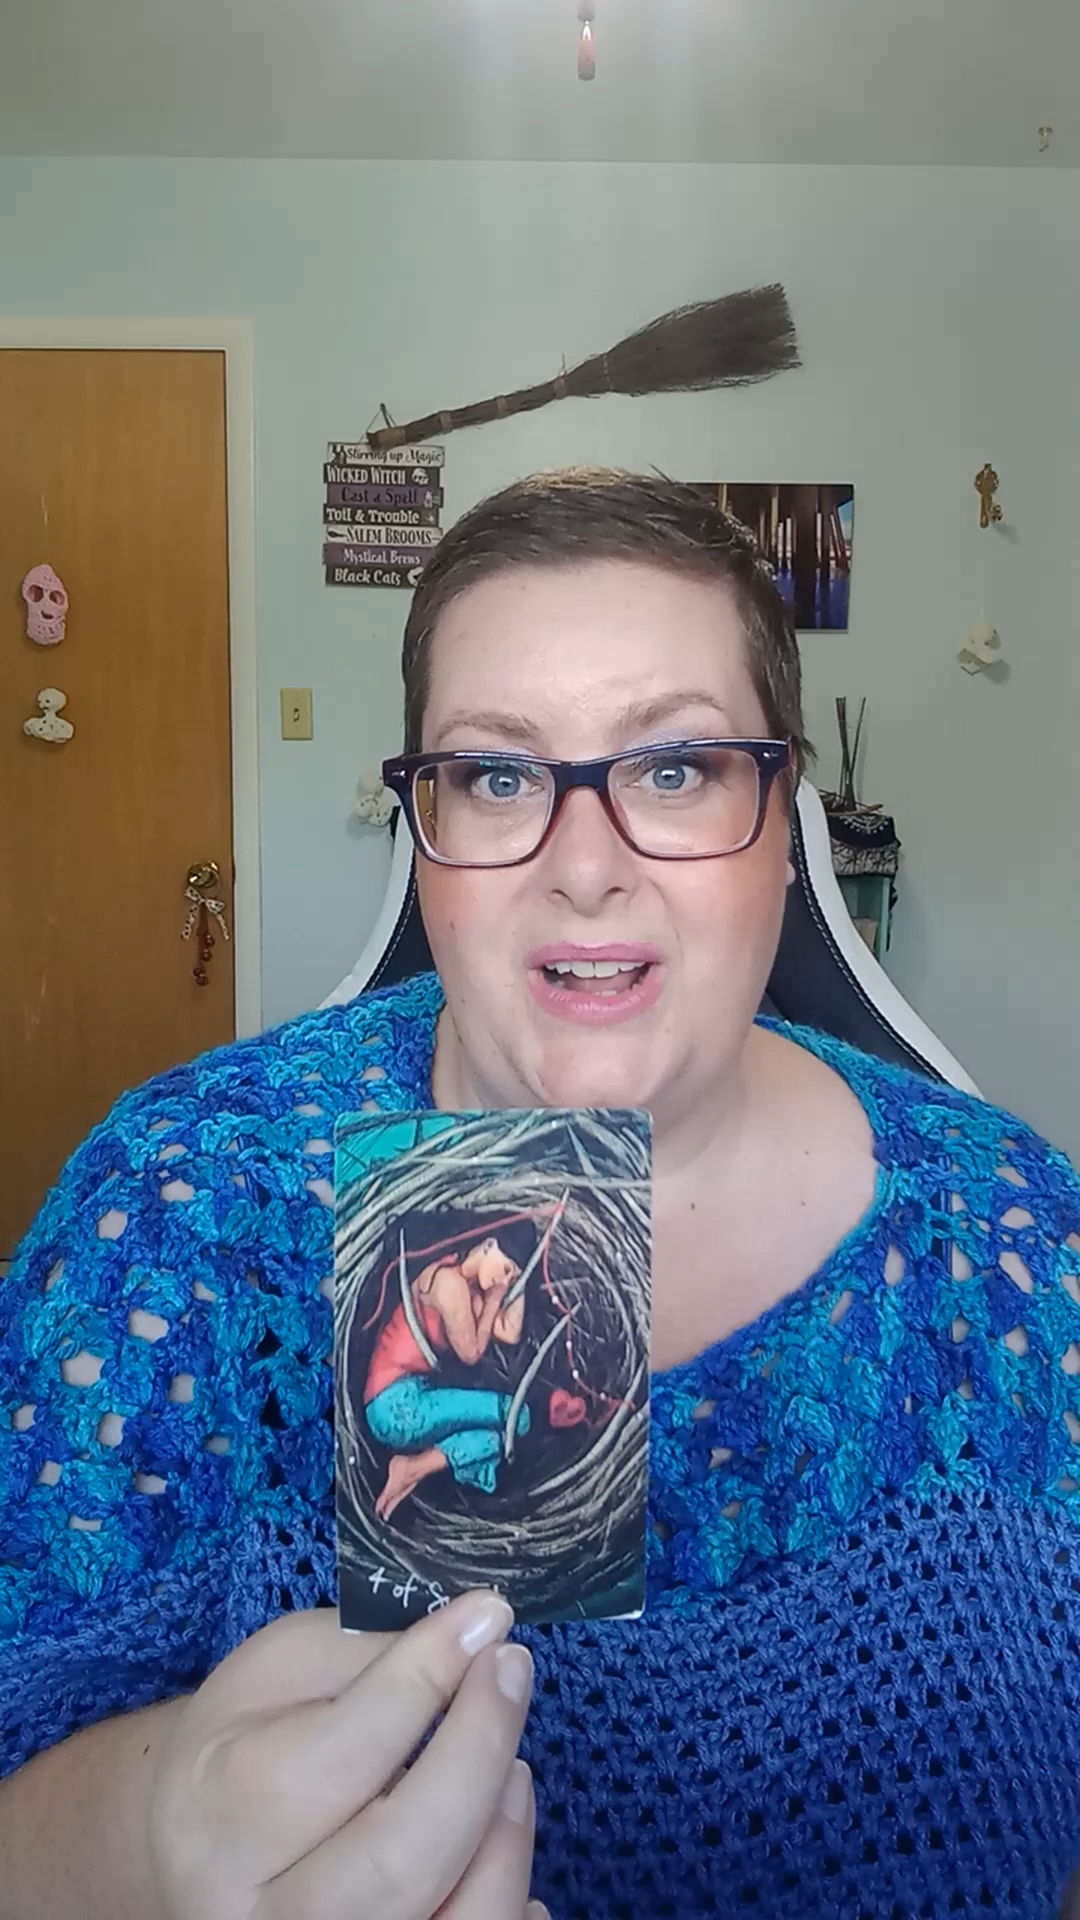 Stirring up Magic
WICKED WITCH
Cast a Spell
Toil & Trouble
SALEM BROOMS
Mystical Brews
Black Cats
4 of